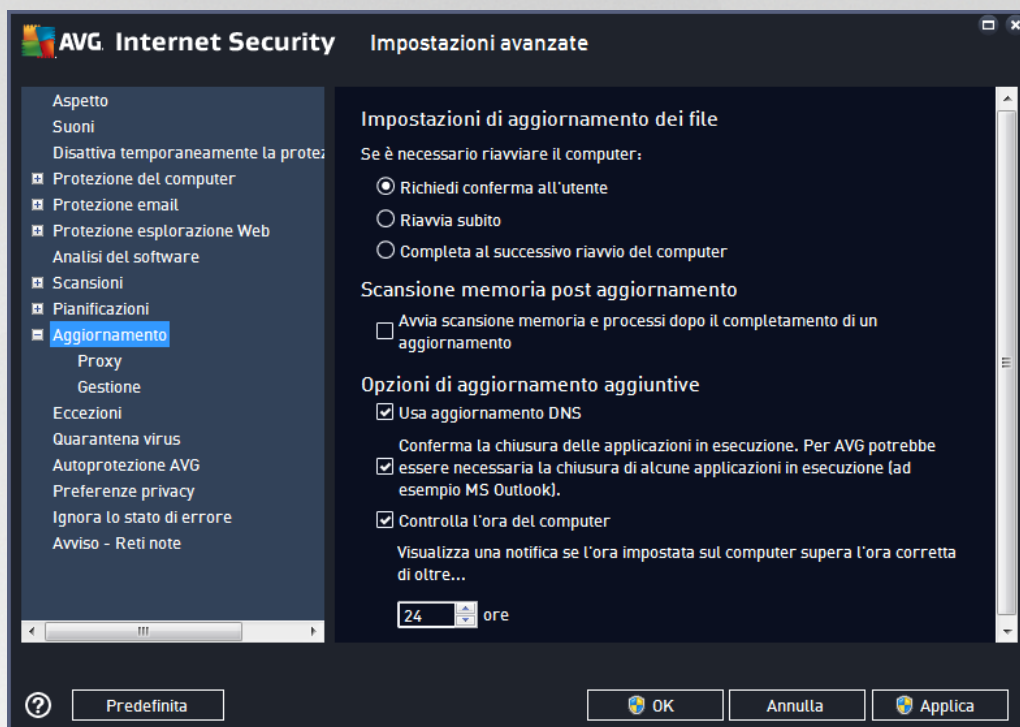 AVG. Internet Security
Impostazioni avanzate
Aspetto
Suoni
Disattiva temporaneamente la
Protezione del computer
Protezione email
Protezione esplorazione Web
Analisi del software
Scansioni
Pianificazioni
Aggiornamento
Proxy
Gestione
Eccezioni
Quarantena virus
Autoprotezione AVG
Preferenze privacy
Ignora lo stato di errore
Avviso - Reti note
Impostazioni di aggiornamento dei file
Se è necessario riavviare il computer:
Richiedi conferma all'utente
Riavvia subito
Completa al successivo riavvio del computer
Scansione memoria post aggiornamento
Avvia scansione memoria e processi dopo il completamento di un
aggiornamento
Opzioni di aggiornamento aggiuntive
Usa aggiornamento DNS
Conferma la chiusura delle applicazioni in esecuzione. Per AVG potrebbe
essere necessaria la chiusura di alcune applicazioni in esecuzione (ad
esempio MS Outlook).
Controlla l'ora del computer
Visualizza una notifica se l'ora impostata sul computer supera l'ora corretta
di oltre...
24 ore
Predefinita
OK
Annulla
Applica